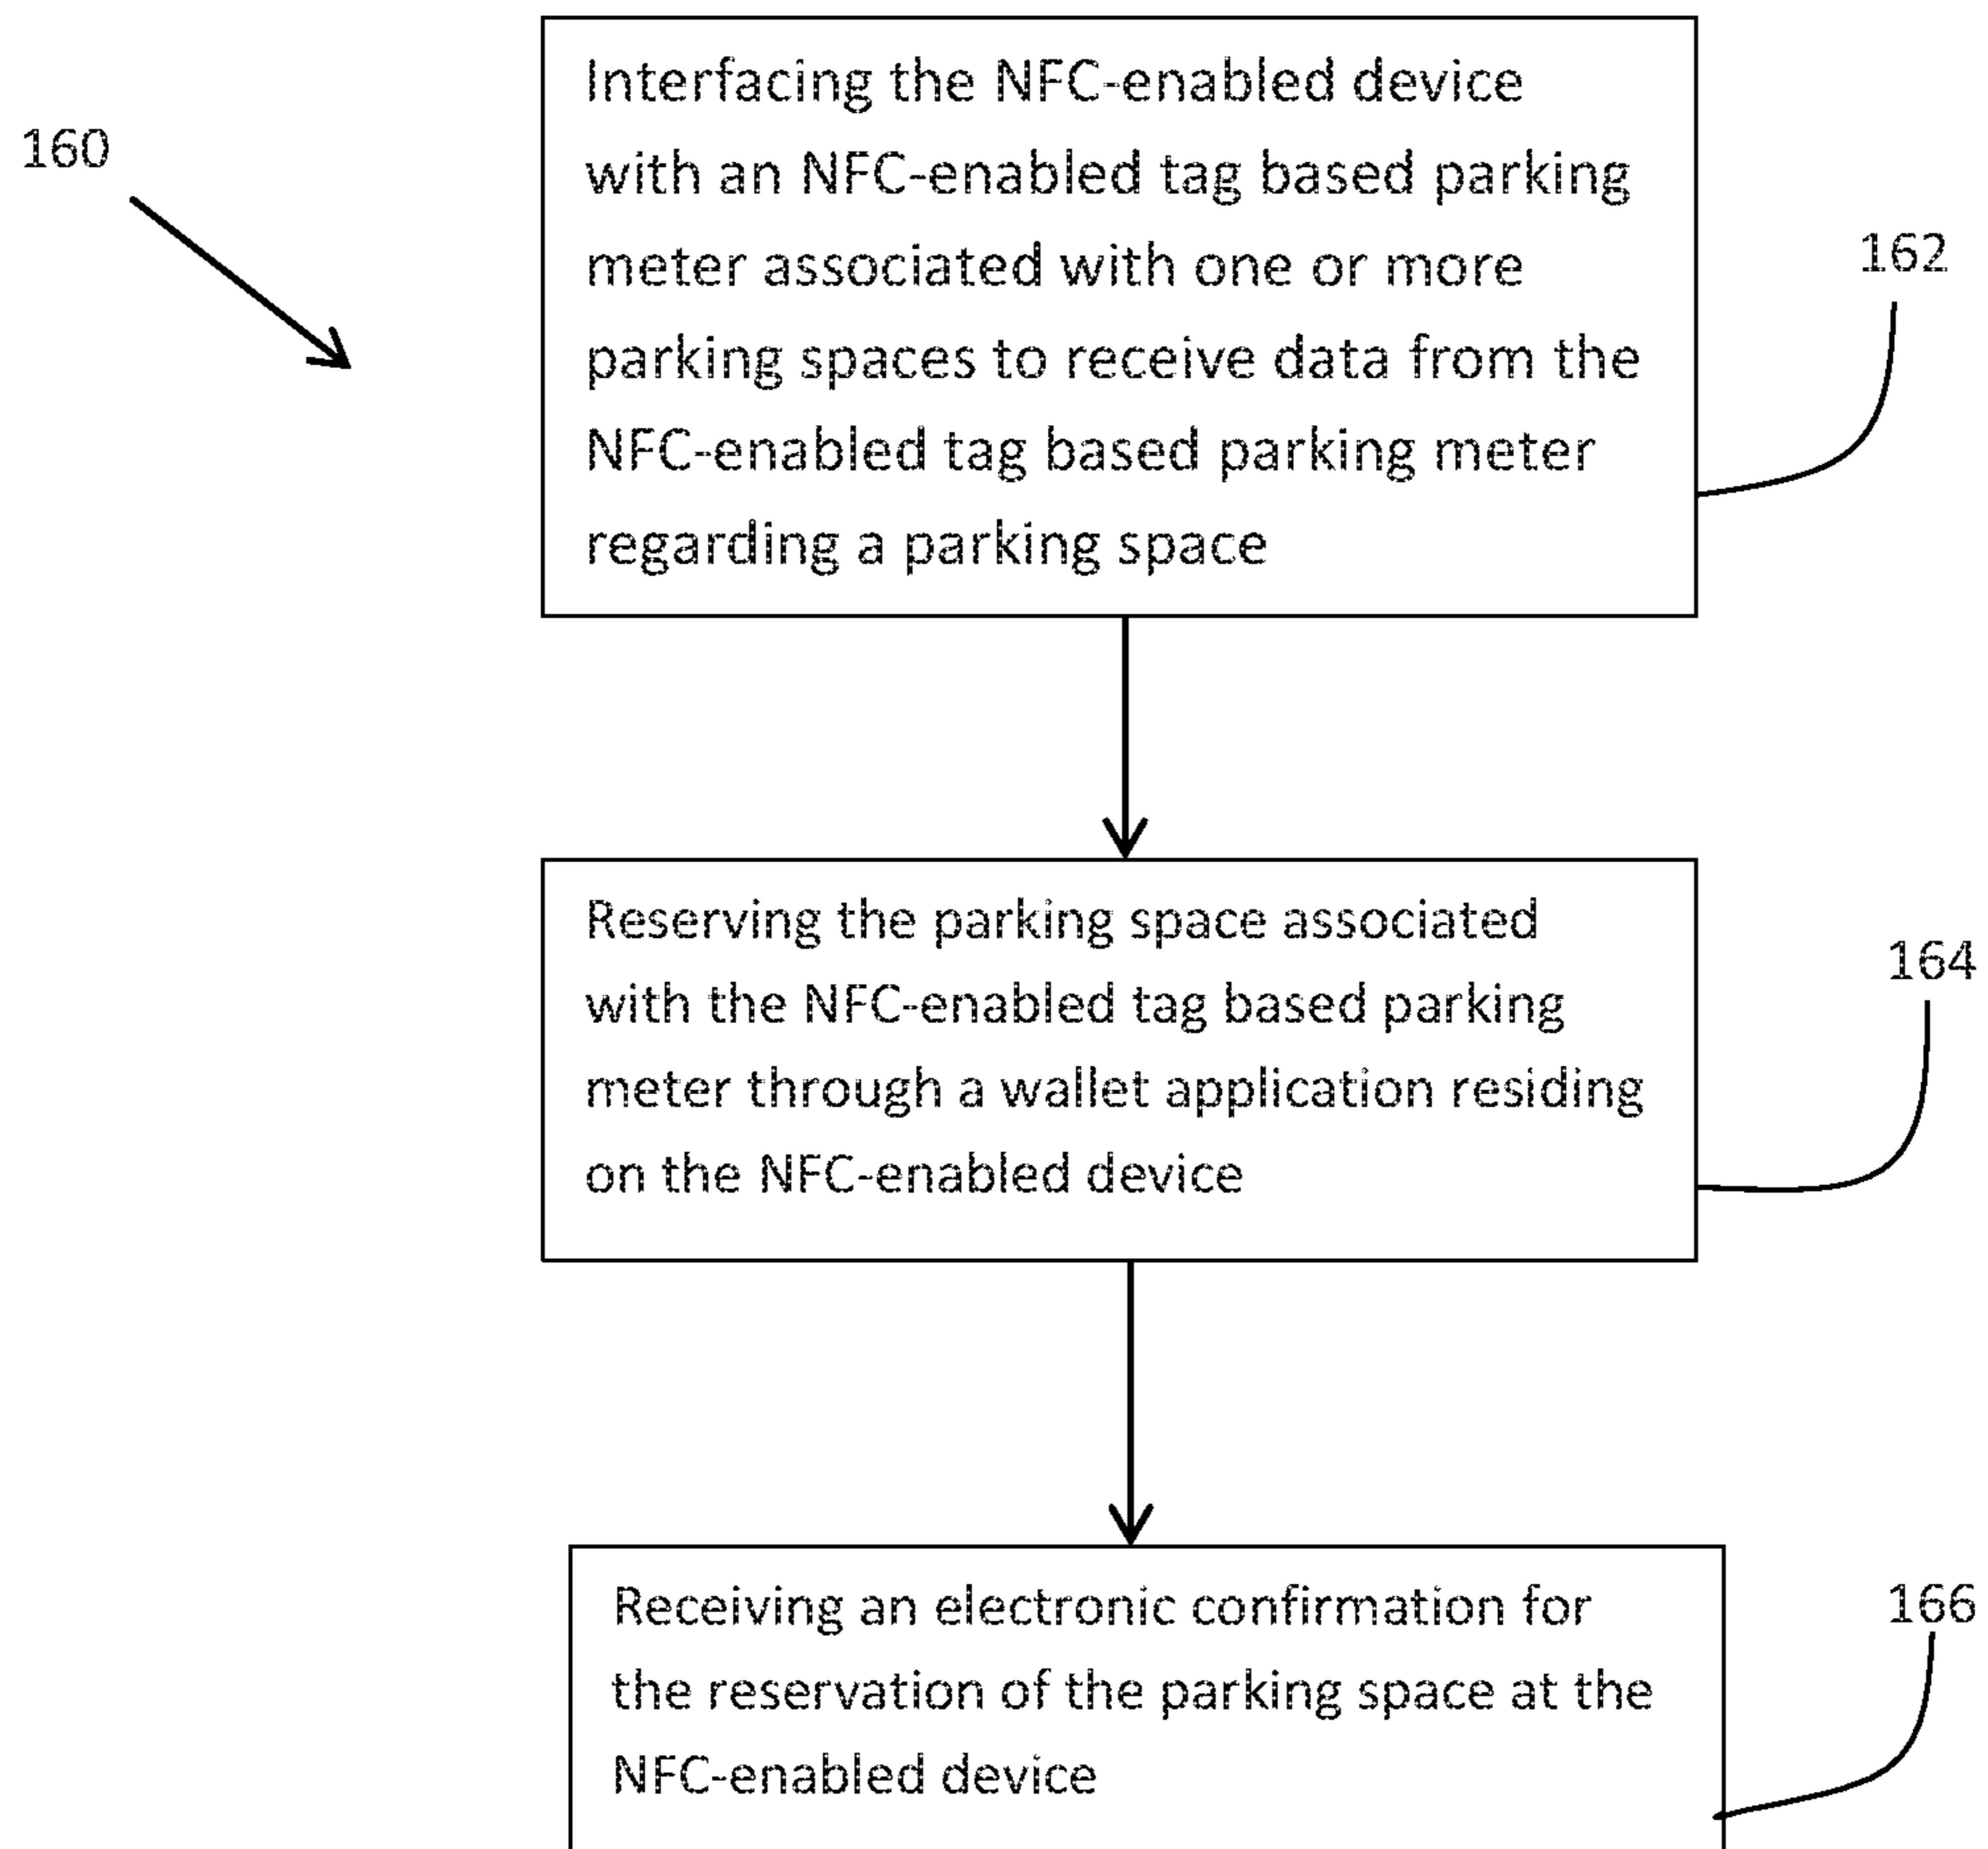 160
Interfacing the NFC-enabled device
with an NFC-enabled tag based parking
meter associated with one or more
parking spaces to receive data from the
NFC-enabled tag based parking meter
regarding a parking space
162
Reserving the parking space associated
with the NFC-enabled tag based parking
meter through a wallet application residing
on the NFC-enabled device
164
Receiving an electronic confirmation for
the reservation of the parking space at the
NFC-enabled device
166